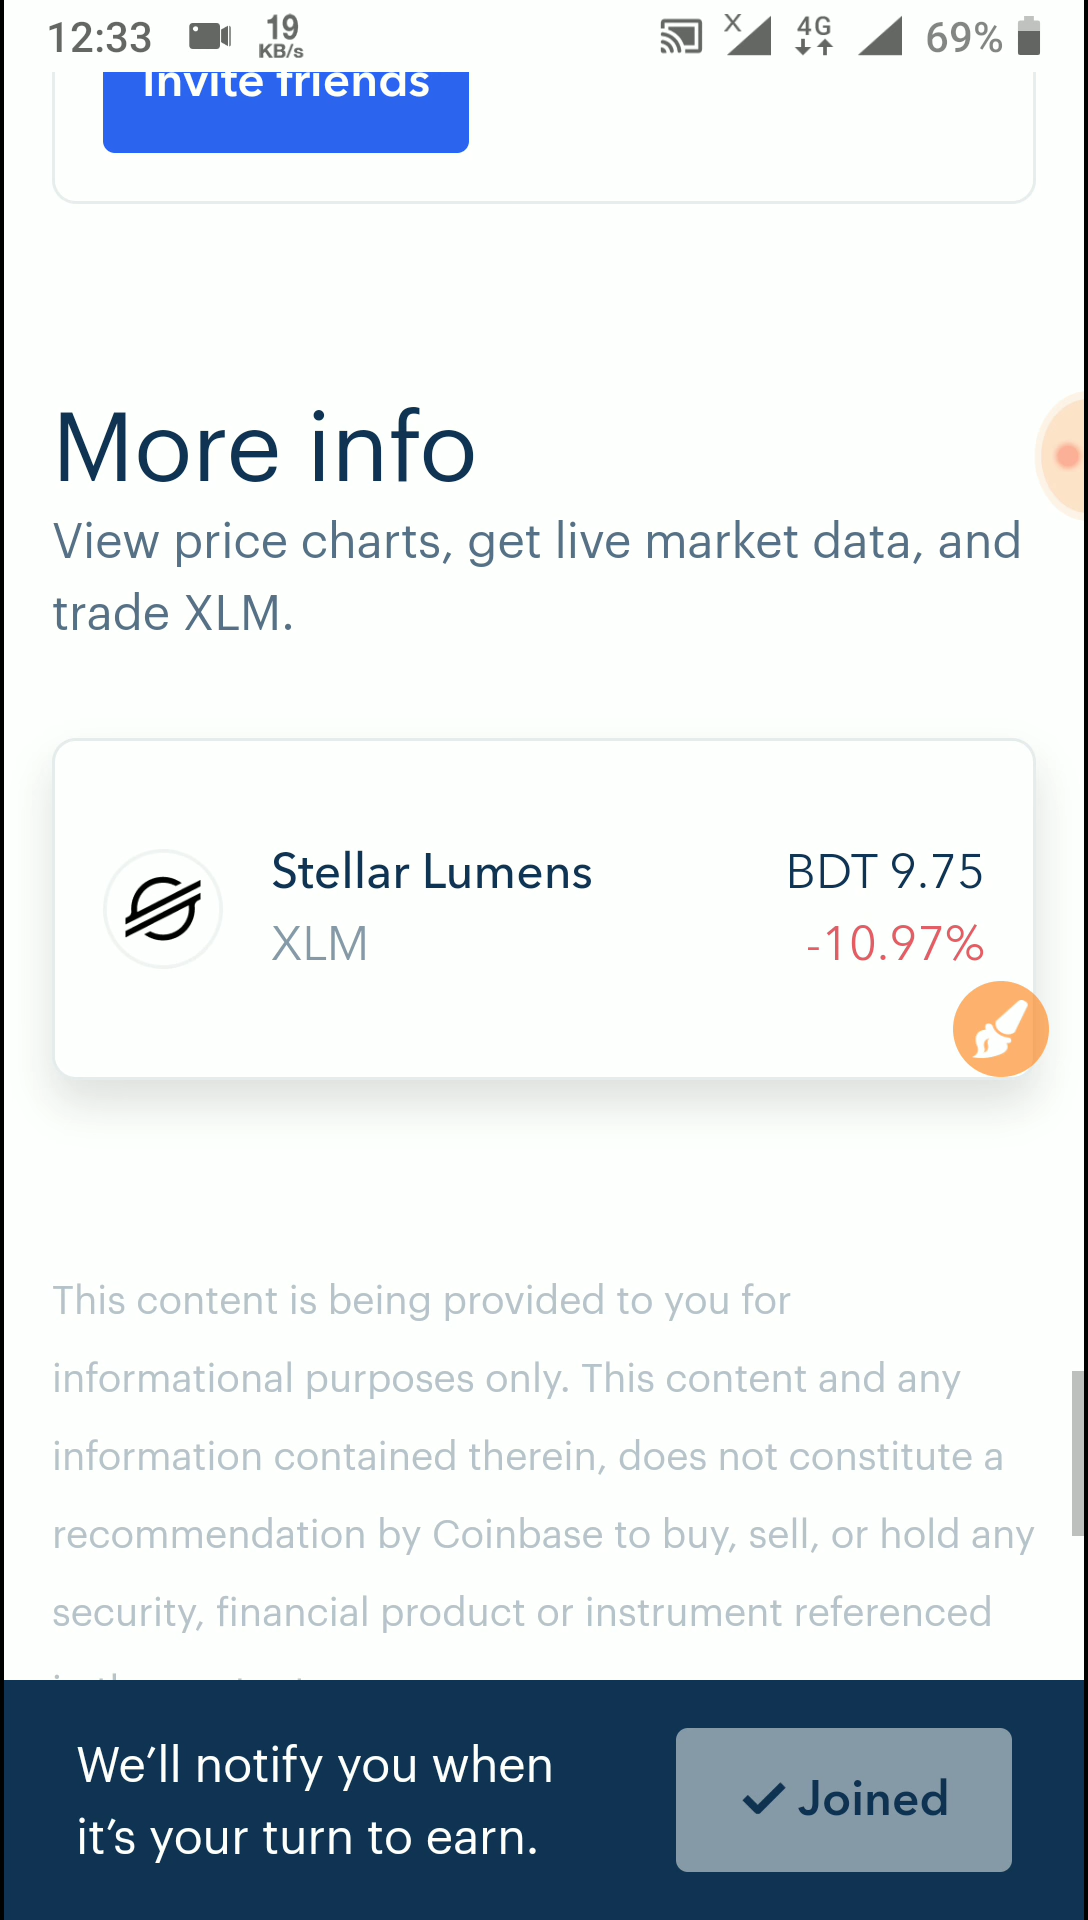 12:33 19 KB/s X 4G 69%
Invite friends
More info
View price charts, get live market data, and
trade XLM.
Stellar Lumens BDT 9.75
XLM -10.97%
This content is being provided to you for
informational purposes only. This content and any
information contained therein, does not constitute a
recommendation by Coinbase to buy, sell, or hold any
security, financial product or instrument referenced
We’ll notify you when
it’s your turn to earn.
Joined